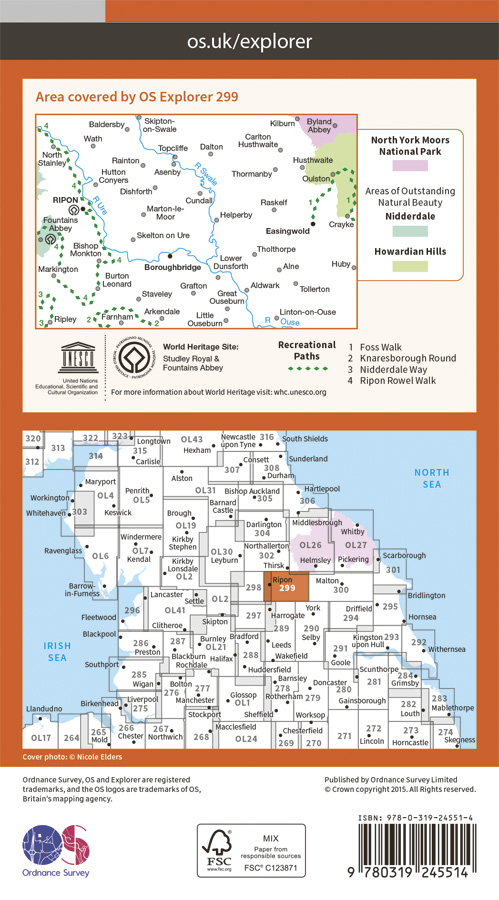 os.uk/explorer
Area covered by OS Explorer 299
Kilburn
Byland
Abbey
Skipton-
on-Swale
Baldersby
Wath
Topcliffe
Dalton
Carlton
Husthwaite
Husthwaite
North
Stainley
Rainton
Asenby
R Swale
Thormanby
Oulston
Hutton
Conyers
Dishforth
Cundall
Raskelf
RIPON
R Ure
Marton-le-
Moor
Helperby
Easingwold
Crayke
Fountains
Abbey
Skelton on Ure
Bishop
Monkton
Tholthorpe
Lower
Dunsforth
Alne
Huby
Boroughbridge
Markington
Burton
Leonard
Grafton
Aldwark
Tollerton
Staveley
Great
Ouseburn
Ripley
Farnham
Arkendale
Little
Ouseburn
R
Ouse
Linton-on-Ouse
4
4
4
4
3
4
3
2
2
1
1
North York Moors
National Park
Areas of Outstanding
Natural Beauty
Nidderdale
Howardian Hills
UNESCO
United Nations
Educational, Scientific and
Cultural Organization
World Heritage Site:
Studley Royal &
Fountains Abbey
For more information about World Heritage visit: whc.unesco.org
Recreational
Paths
1 Foss Walk
2 Knaresborough Round
3 Nidderdale Way
4 Ripon Rowel Walk
320
322
323
Longtown
OL43
Newcastle
upon Tyne
316
South Shields
312
313
314
315
Carlisle
Hexham
307
Consett
308
Durham
Sunderland
NORTH
SEA
Maryport
Alston
Hartlepool
Workington
OL4
Penrith
OL5
OL31
Bishop Auckland
305
306
Whitehaven
303
Keswick
Brough
OL19
Barnard
Castle
Darlington
304
Middlesbrough
Whitby
Ravenglass
OL6
Windermere
OL7
Kendal
Kirkby
Stephen
OL30
Leyburn
Northallerton
302
Thirsk
OL26
Helmsley
OL27
Pickering
Scarborough
301
Barrow-
in-Furness
Kirkby
Lonsdale
OL2
298
Ripon
299
Malton
300
Bridlington
296
Lancaster
Settle
OL2
OL41
297
Harrogate
York
Driffield
295
Fleetwood
Clitheroe
Skipton
289
290
294
Hornsea
Blackpool
286
Preston
287
Burnley
OL21
Bradford
288
Leeds
Selby
Kingston
upon Hull
293
292
Withernsea
IRISH
SEA
Blackburn
Halifax
Wakefield
291
Goole
Southport
285
Rochdale
Huddersfield
Barnsley
278
Scunthorpe
281
284
Grimsby
Wigan
Bolton
276
277
Manchester
Glossop
OL1
Rotherham
Doncaster
279
280
Gainsborough
282
Louth
283
Mablethorpe
Birkenhead
Liverpool
275
Stockport
Sheffield
Worksop
Llandudno
OL17
264
265
Mold
266
Chester
267
Northwich
268
Macclesfield
OL24
269
Chesterfield
270
271
272
Lincoln
273
Horncastle
274
Skegness
Cover photo: © Nicole Elders
Ordnance Survey, OS and Explorer are registered
trademarks, and the OS logos are trademarks of OS,
Britain's mapping agency.
Published by Ordnance Survey Limited
© Crown copyright 2015. All Rights reserved.
Ordnance Survey
FSC
www.fsc.org
MIX
Paper from
responsible sources
FSC® C123871
ISBN: 978-0-319-24551-4
9 780319 245514